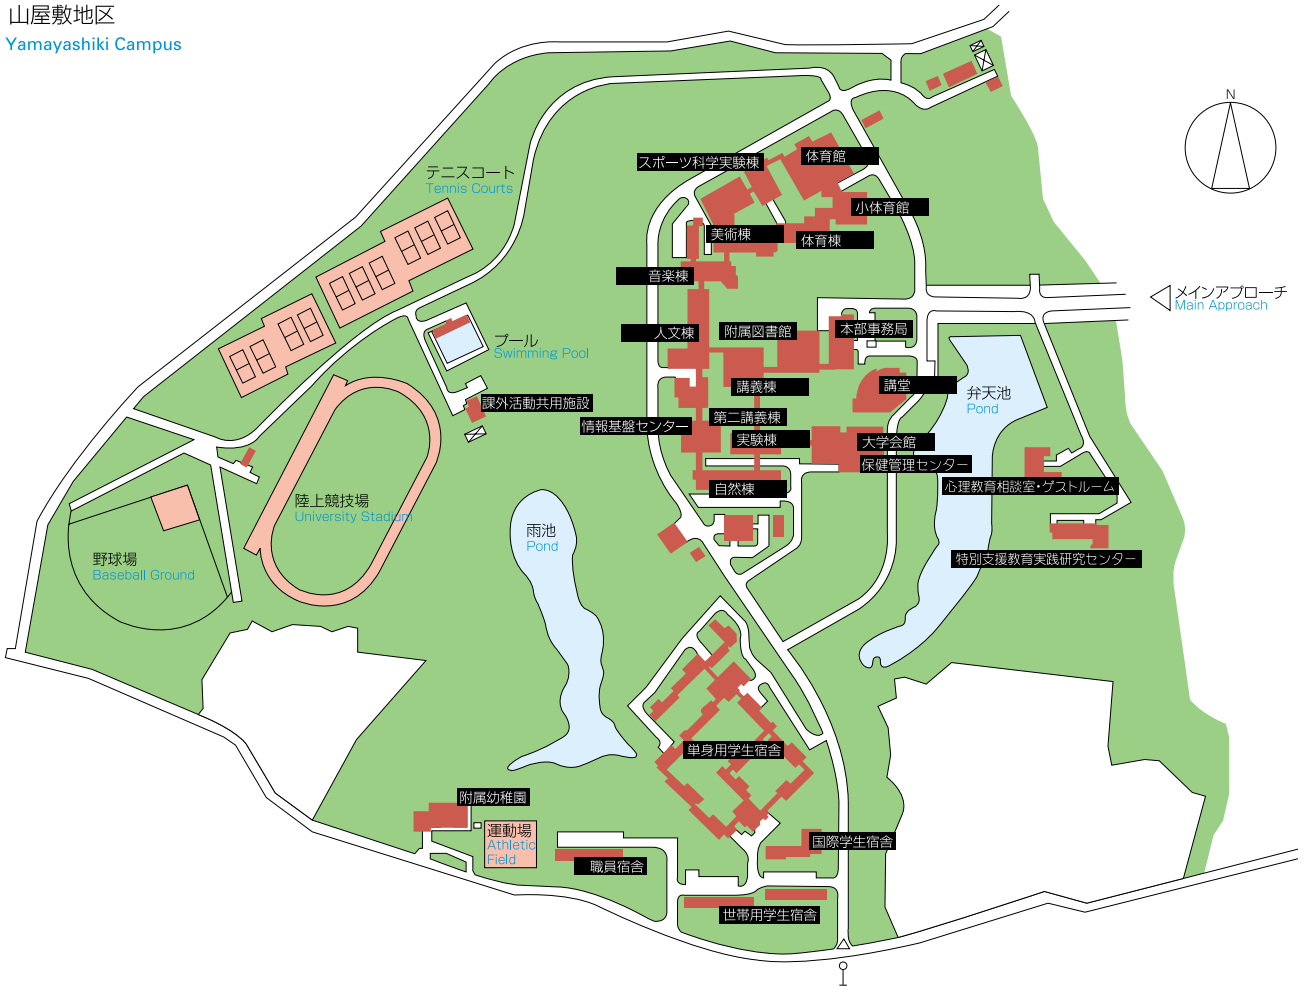 山屋敷地区
Yamayashiki Campus
N
スポーツ科学実験棟
体育館
テニスコート
Tennis Courts
小体育館
美術棟
体育棟
音楽棟
メインアプローチ
Main Approach
人文棟
附属図書館
本部事務局
プール
Swimming Pool
講義棟
講堂
弁天池
Pond
課外活動共用施設
第二講義棟
情報基盤センター
実験棟
大学会館
保健管理センター
自然棟
心理教育相談室・ゲストルーム
陸上競技場
University Stadium
雨池
Pond
野球場
Baseball Ground
特別支援教育実践研究センター
単身用学生宿舎
附属幼稚園
運動場
Athletic
Field
国際学生宿舎
職員宿舎
世帯用学生宿舎